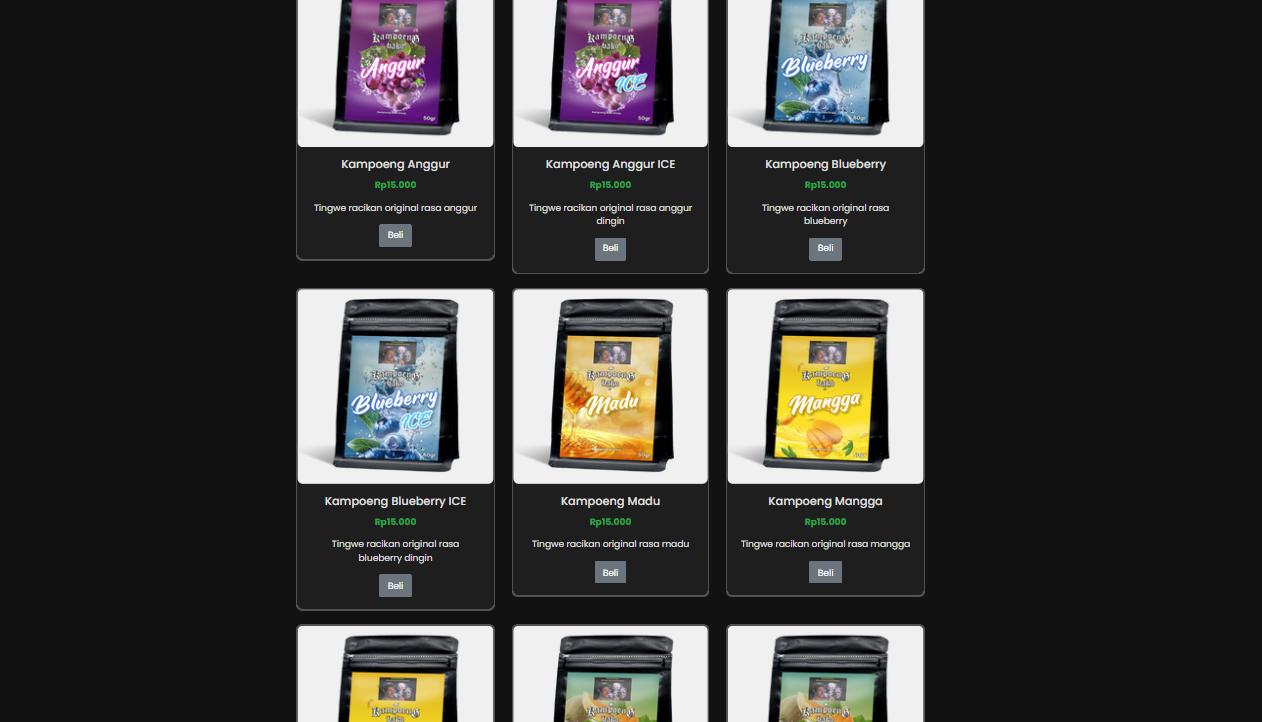 Kampoeng
bako
Anggur
50gr
Kampoeng
bako
Anggur
ICE
50gr
Kampoeng
bako
Blueberry
50gr
Kampoeng Anggur
Rp15.000
Tingwe racikan original rasa anggur
Beli
Kampoeng Anggur ICE
Rp15.000
Tingwe racikan original rasa anggur
dingin
Beli
Kampoeng Blueberry
Rp15.000
Tingwe racikan original rasa
blueberry
Beli
Kampoeng
bako
Blueberry
ICE
50gr
Kampoeng
bako
Madu
50gr
Kampoeng
bako
Mangga
50gr
Kampoeng Blueberry ICE
Rp15.000
Tingwe racikan original rasa
blueberry dingin
Beli
Kampoeng Madu
Rp15.000
Tingwe racikan original rasa madu
Beli
Kampoeng Mangga
Rp15.000
Tingwe racikan original rasa mangga
Beli
Kampoeng
Kampoeng
Kampoeng